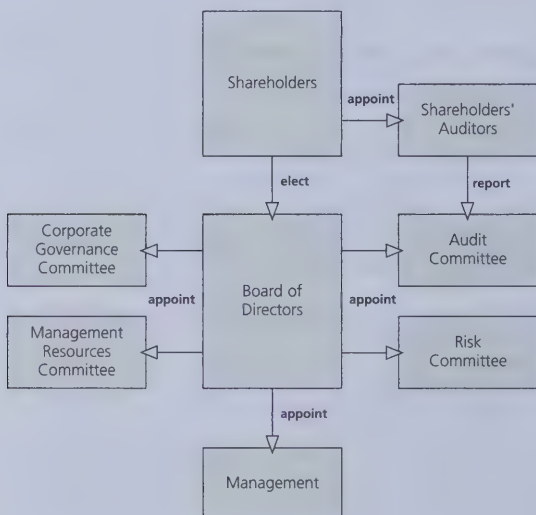 Shareholders
appoint
Shareholders'
Auditors
elect
report
Corporate
Governance
Committee
Audit
Committee
appoint
Board of
Directors
appoint
Management
Resources
Committee
Risk
Committee
appoint
Management